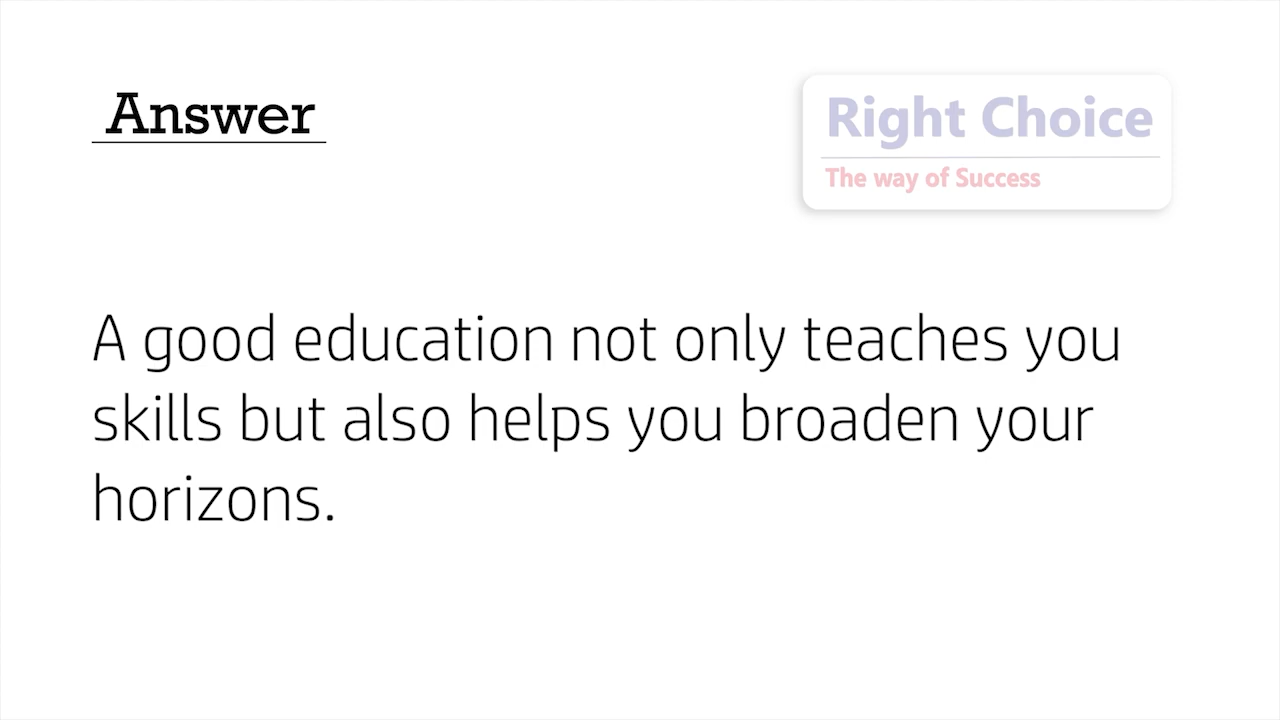 Answer
Right Choice
The way of Success
A good education not only teaches you
skills but also helps you broaden your
horizons.